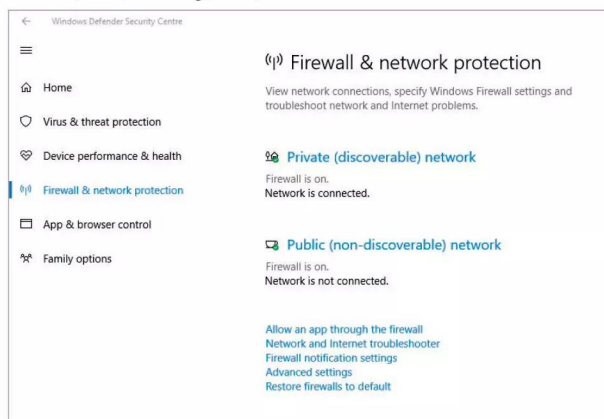 Windows Defender Security Centre
Firewall & network protection
View network connections, specify Windows Firewall settings and
troubleshoot network and Internet problems.
Home
Virus & threat protection
Device performance & health
Firewall & network protection
App & browser control
Family options
Private (discoverable) network
Firewall is on.
Network is connected.
Public (non-discoverable) network
Firewall is on.
Network is not connected.
Allow an app through the firewall
Network and Internet troubleshooter
Firewall notification settings
Advanced settings
Restore firewalls to default